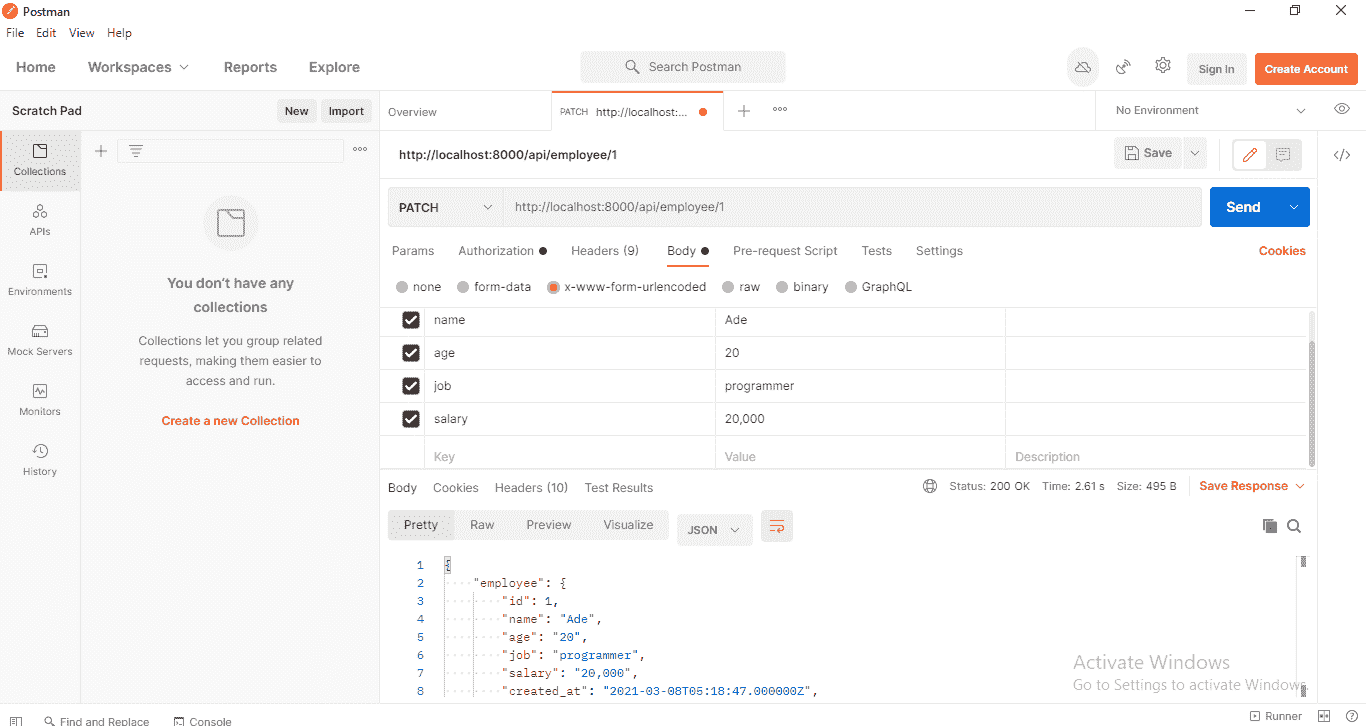 Postman
File Edit View Help
Home Workspaces Reports Explore Search Postman Sign In Create Account
Scratch Pad New Import Overview PATCH http://localhost:... No Environment
Collections
APIs
Environments
Mock Servers
Monitors
History
You don't have any
collections
Collections let you group related
requests, making them easier to
access and run.
Create a new Collection
http://localhost:8000/api/employee/1 Save
PATCH http://localhost:8000/api/employee/1 Send
Params Authorization Headers (9) Body Pre-request Script Tests Settings Cookies
none form-data x-www-form-urlencoded raw binary GraphQL
name Ade
age 20
job programmer
salary 20,000
Key Value Description
Body Cookies Headers (10) Test Results Status: 200 OK Time: 2.61 s Size: 495 B Save Response
Pretty Raw Preview Visualize JSON
1 {
2 "employee": {
3 "id": 1,
4 "name": "Ade",
5 "age": "20",
6 "job": "programmer",
7 "salary": "20,000",
8 "created_at": "2021-03-08T05:18:47.000000Z",
Activate Windows
Go to Settings to activate Windows.
Find and Replace Console Runner